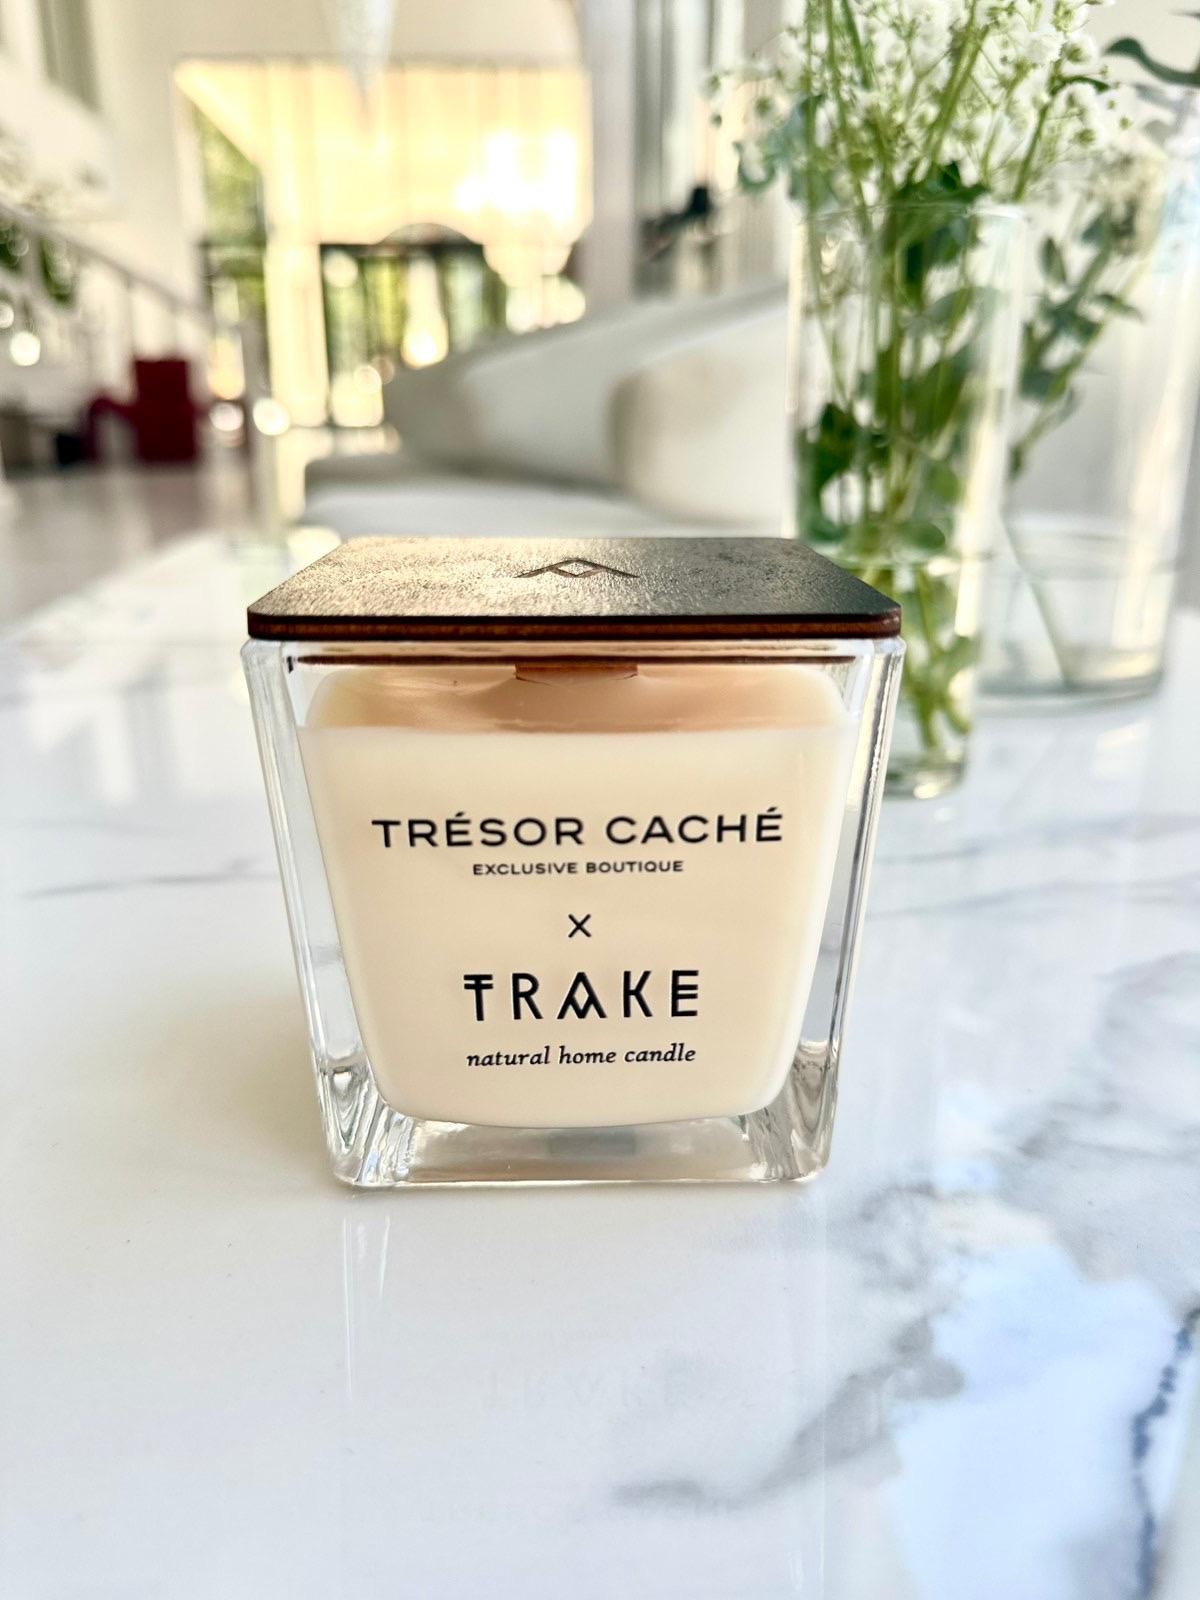 TRÉSOR CACHÉ
EXCLUSIVE BOUTIQUE
X
TRAKE
natural home candle